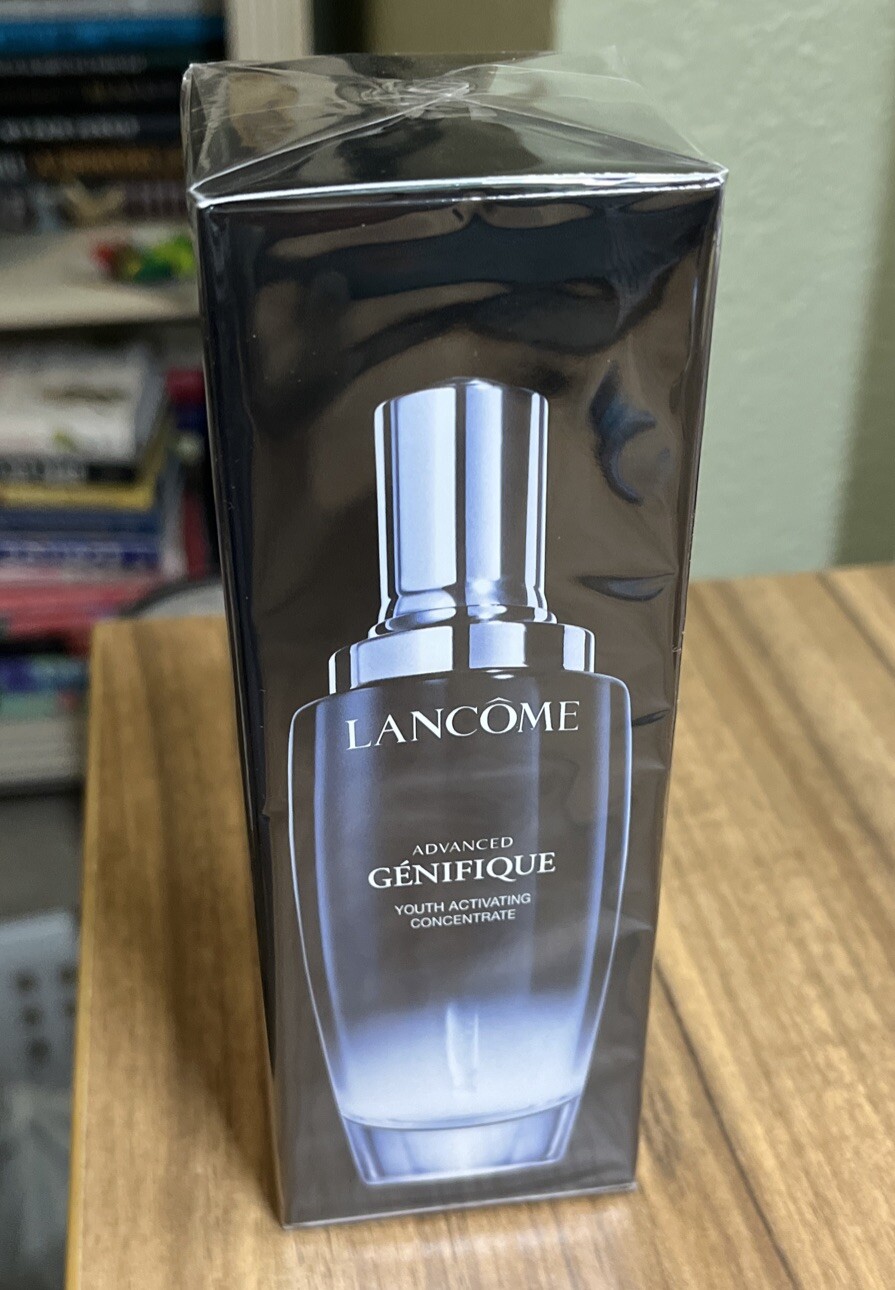 LANCÔME
ADVANCED
GÉNIFIQUE
YOUTH ACTIVATING
CONCENTRATE